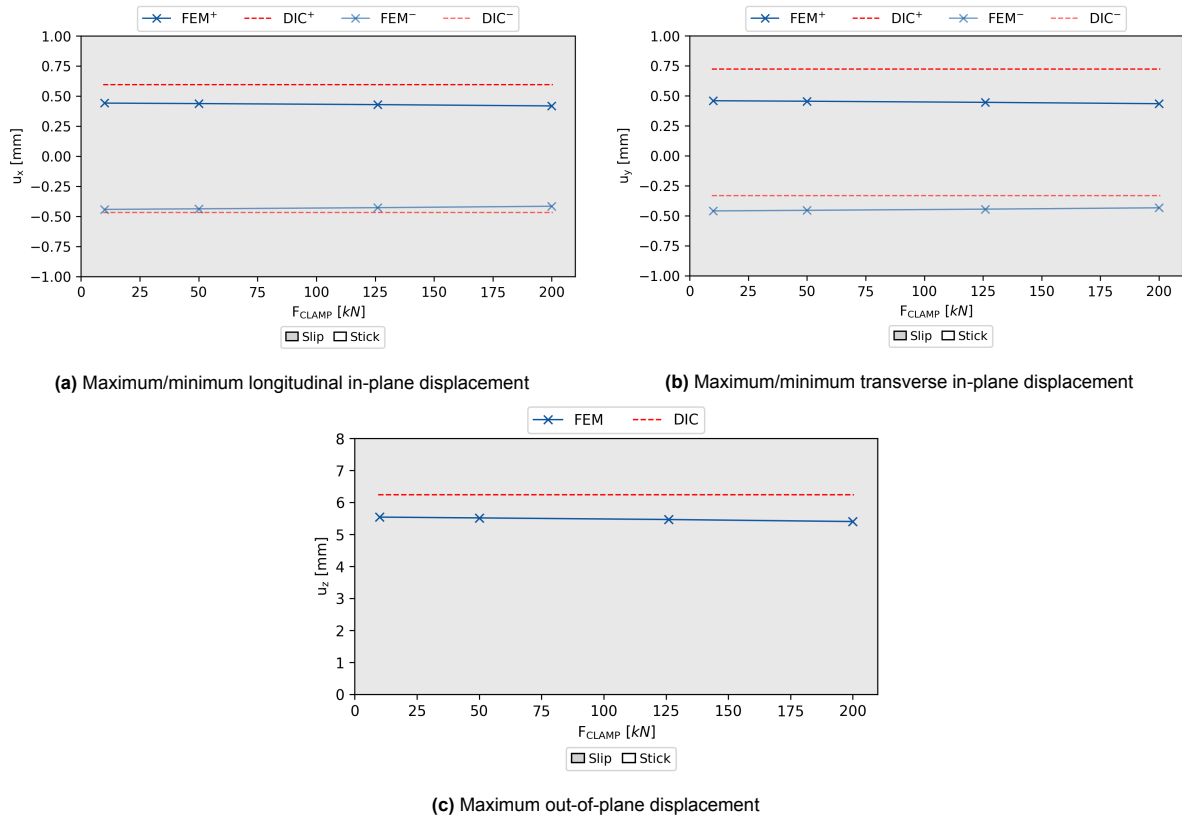 FEM⁺ DIC⁺ FEM⁻ DIC⁻
1.00
0.75
0.50
0.25
0.00
−0.25
−0.50
−0.75
−1.00
uₓ [mm]
0 25 50 75 100 125 150 175 200
F_CLAMP [kN]
Slip Stick
(a) Maximum/minimum longitudinal in-plane displacement
FEM⁺ DIC⁺ FEM⁻ DIC⁻
1.00
0.75
0.50
0.25
0.00
−0.25
−0.50
−0.75
−1.00
u_y [mm]
0 25 50 75 100 125 150 175 200
F_CLAMP [kN]
Slip Stick
(b) Maximum/minimum transverse in-plane displacement
FEM DIC
8
7
6
5
4
3
2
1
0
u_z [mm]
0 25 50 75 100 125 150 175 200
F_CLAMP [kN]
Slip Stick
(c) Maximum out-of-plane displacement